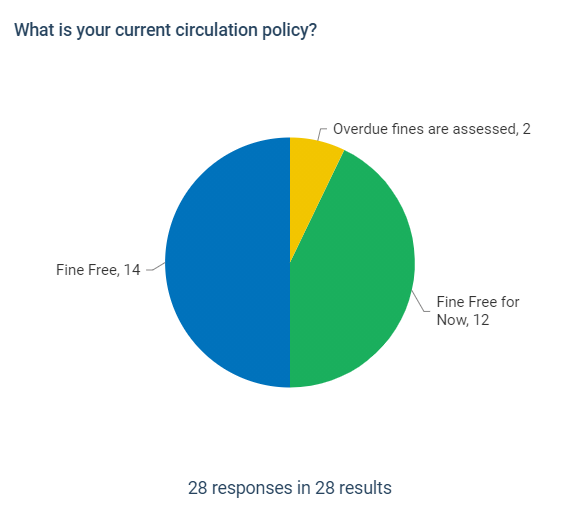 What is your current circulation policy?
Overdue fines are assessed, 2
Fine Free, 14
Fine Free for
Now, 12
28 responses in 28 results